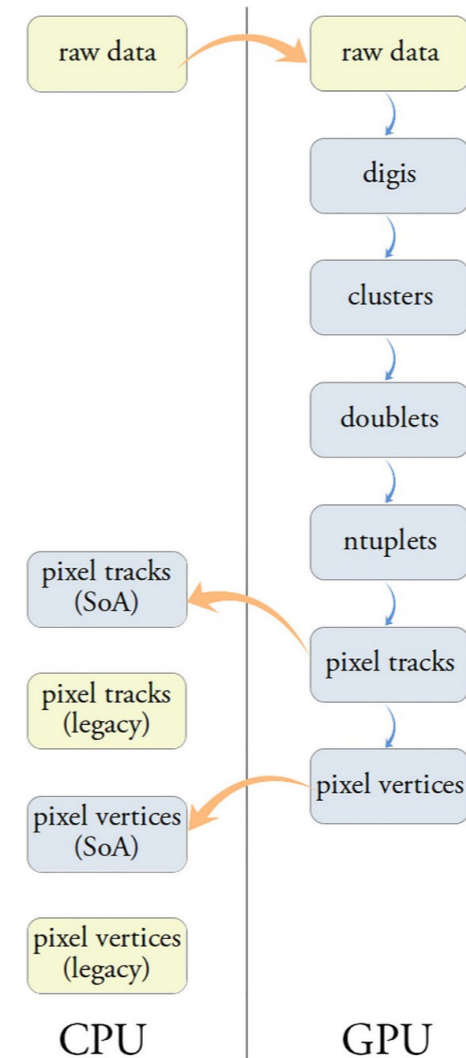 raw data
raw data
digis
clusters
doublets
ntuplets
pixel tracks
(SoA)
pixel tracks
pixel tracks
(legacy)
pixel vertices
pixel vertices
(SoA)
pixel vertices
(legacy)
CPU
GPU